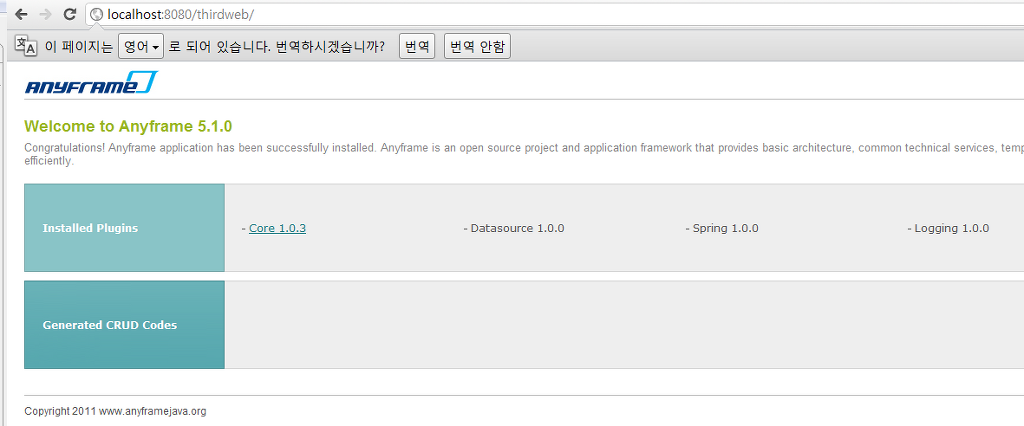 localhost:8080/thirdweb/
이 페이지는 영어 로 되어 있습니다. 번역하시겠습니까? 번역 번역 안함
ANYFRAME
Welcome to Anyframe 5.1.0
Congratulations! Anyframe application has been successfully installed. Anyframe is an open source project and application framework that provides basic architecture, common technical services,
efficiently.
Installed Plugins - Core 1.0.3 - Datasource 1.0.0 - Spring 1.0.0 - Logging 1.0.0
Generated CRUD Codes
Copyright 2011 www.anyframejava.org